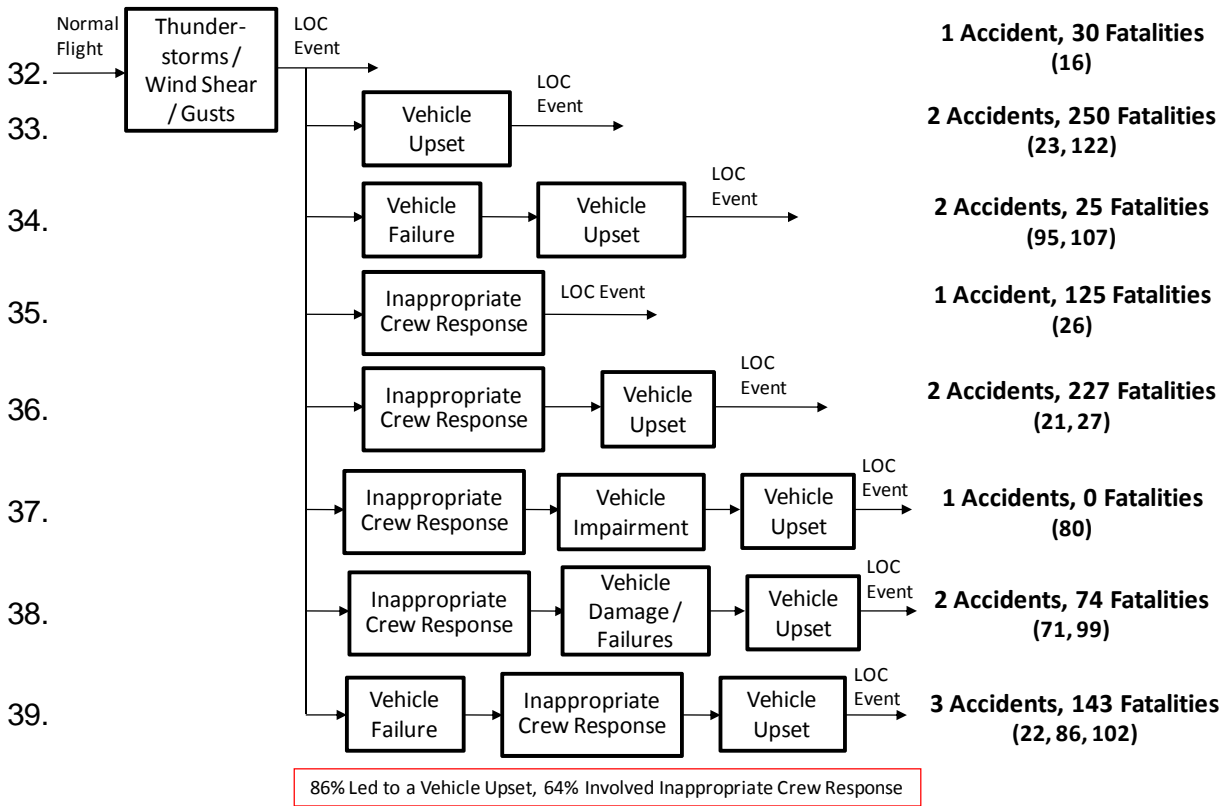 Normal
Flight
Thunder-
storms /
Wind Shear
/ Gusts
LOC
Event
32.
1 Accident, 30 Fatalities
(16)
33.
Vehicle
Upset
LOC
Event
2 Accidents, 250 Fatalities
(23, 122)
34.
Vehicle
Failure
Vehicle
Upset
LOC
Event
2 Accidents, 25 Fatalities
(95, 107)
35.
Inappropriate
Crew Response
LOC Event
1 Accident, 125 Fatalities
(26)
36.
Inappropriate
Crew Response
Vehicle
Upset
LOC
Event
2 Accidents, 227 Fatalities
(21, 27)
37.
Inappropriate
Crew Response
Vehicle
Impairment
Vehicle
Upset
LOC
Event
1 Accidents, 0 Fatalities
(80)
38.
Inappropriate
Crew Response
Vehicle
Damage /
Failures
Vehicle
Upset
LOC
Event
2 Accidents, 74 Fatalities
(71, 99)
39.
Vehicle
Failure
Inappropriate
Crew Response
Vehicle
Upset
LOC
Event
3 Accidents, 143 Fatalities
(22, 86, 102)
86% Led to a Vehicle Upset, 64% Involved Inappropriate Crew Response